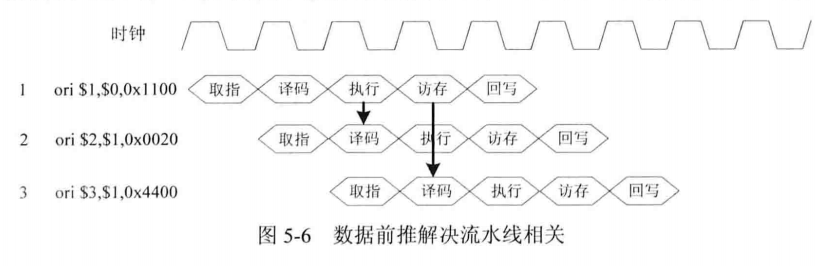 时钟
1 ori $1,$0,0x1100 取指 译码 执行 访存 回写
2 ori $2,$1,0x0020 取指 译码 执行 访存 回写
3 ori $3,$1,0x4400 取指 译码 执行 访存 回写
图 5-6 数据前推解决流水线相关